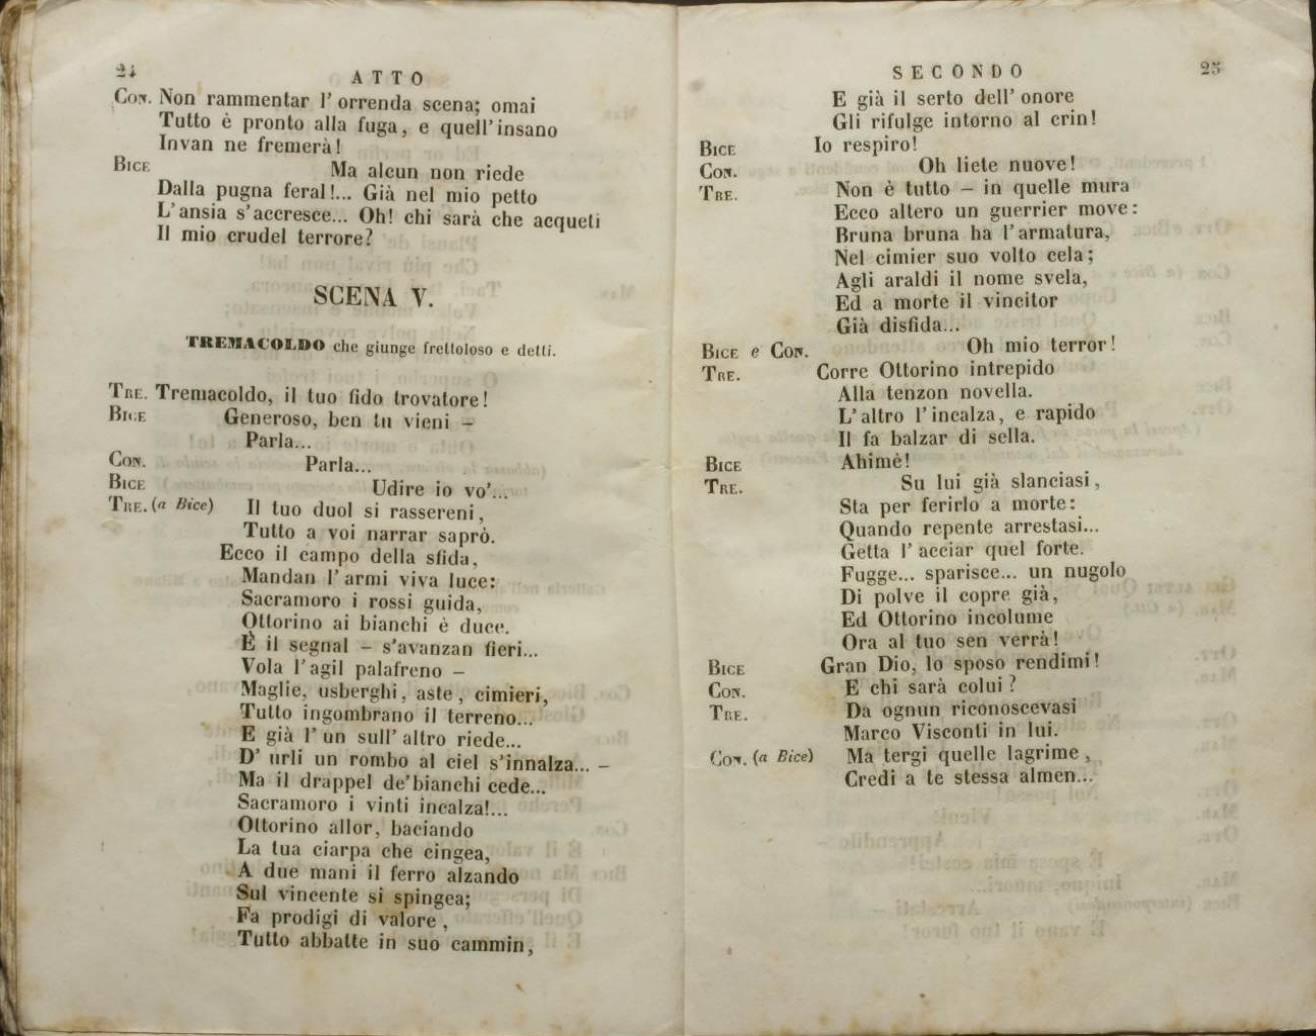 24
ATTO
CON. Non rammentar l'orrenda scena; omai
Tutto è pronto alla fuga, e quell'insano
Invan ne fremerà!
BICE Ma alcun non riede
Dalla pugna feral!... Già nel mio petto
L'ansia s'accresce... Oh! chi sarà che acqueti
Il mio crudel terrore?
SCENA V.
TREMACOLDO che giunge frettoloso e detti.
TRE. Tremacoldo, il tuo fido trovatore!
BICE Generoso, ben tu vieni –
Parla...
CON. Parla...
BICE Udire io vo'...
TRE. (a Bice) Il tuo duol si rassereni,
Tutto a voi narrar saprò.
Ecco il campo della sfida,
Mandan l'armi viva luce:
Sacramoro i rossi guida,
Ottorino ai bianchi è duce.
È il segnal – s'avanzan fieri...
Vola l'agil palafreno –
Maglie, usberghi, aste, cimieri,
Tutto ingombrano il terreno...
E già l'un sull'altro riede...
D'urli un rombo al ciel s'innalza... –
Ma il drappel de'bianchi cede...
Sacramoro i vinti incalza!...
Ottorino allor, baciando
La tua ciarpa che cingea,
A due mani il ferro alzando
Sul vincente si spingea;
Fa prodigi di valore,
Tutto abbatte in suo cammin,
SECONDO
25
E già il serto dell'onore
Gli rifulge intorno al crin!
BICE Io respiro!
CON. Oh liete nuove!
TRE. Non è tutto – in quelle mura
Ecco altero un guerrier move:
Bruna bruna ha l'armatura,
Nel cimier suo volto cela;
Agli araldi il nome svela,
Ed a morte il vincitor
Già disfida...
BICE e CON. Oh mio terror!
TRE. Corre Ottorino intrepido
Alla tenzon novella.
L'altro l'incalza, e rapido
Il fa balzar di sella.
BICE Ahimè!
TRE. Su lui già slanciasi,
Sta per ferirlo a morte:
Quando repente arrestasi...
Getta l'acciar quel forte.
Fugge... sparisce... un nugolo
Di polve il copre già,
Ed Ottorino incolume
Ora al tuo sen verrà!
BICE Gran Dio, lo sposo rendimi!
CON. E chi sarà colui?
TRE. Da ognun riconoscevasi
Marco Visconti in lui.
CON. (a Bice) Ma tergi quelle lagrime,
Credi a te stessa almen...